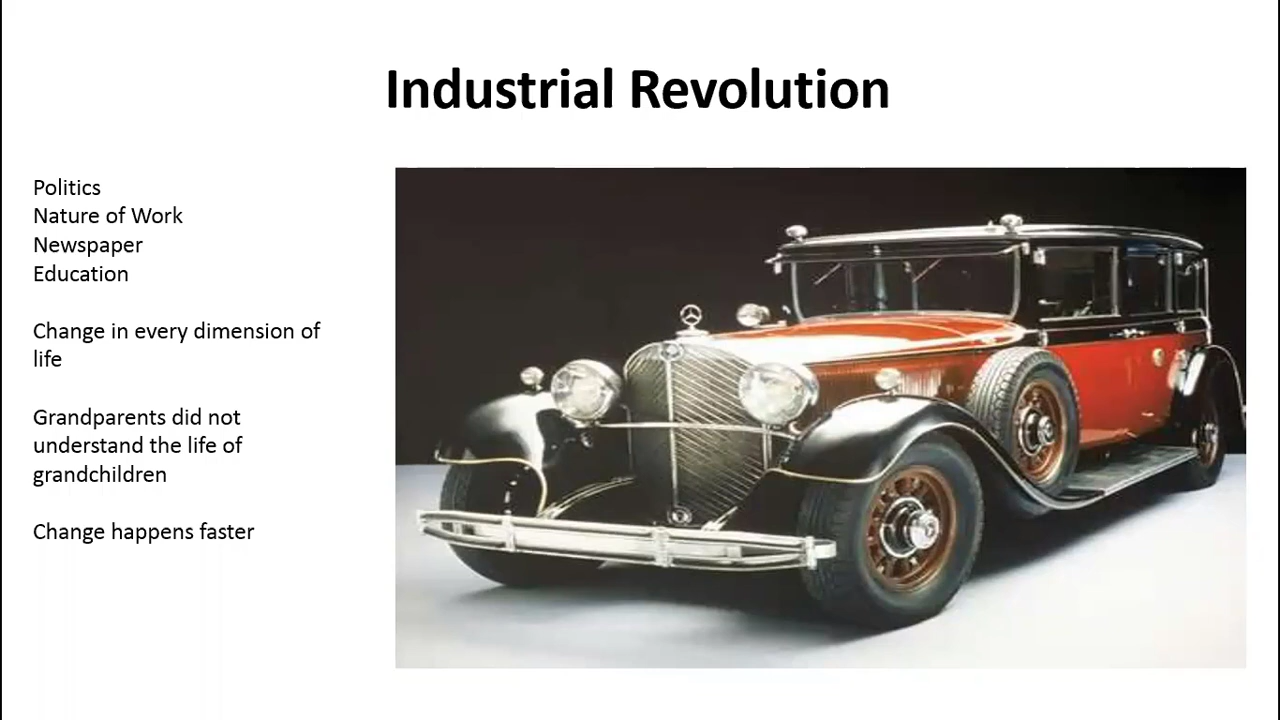 Industrial Revolution
Politics
Nature of Work
Newspaper
Education
Change in every dimension of
life
Grandparents did not
understand the life of
grandchildren
Change happens faster